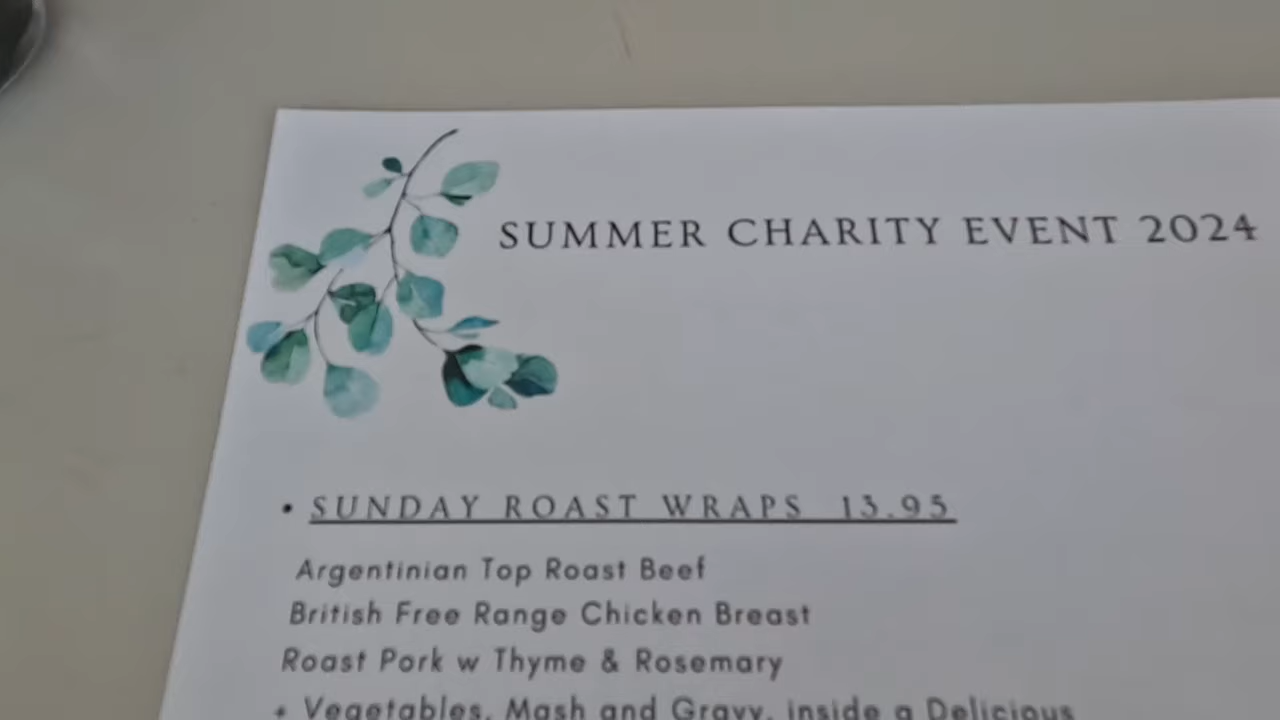 SUMMER CHARITY EVENT 2024
• SUNDAY ROAST WRAPS 13.95
Argentinian Top Roast Beef
British Free Range Chicken Breast
Roast Pork w Thyme & Rosemary
+ Vegetables, Mash and Gravy, inside a Delicious